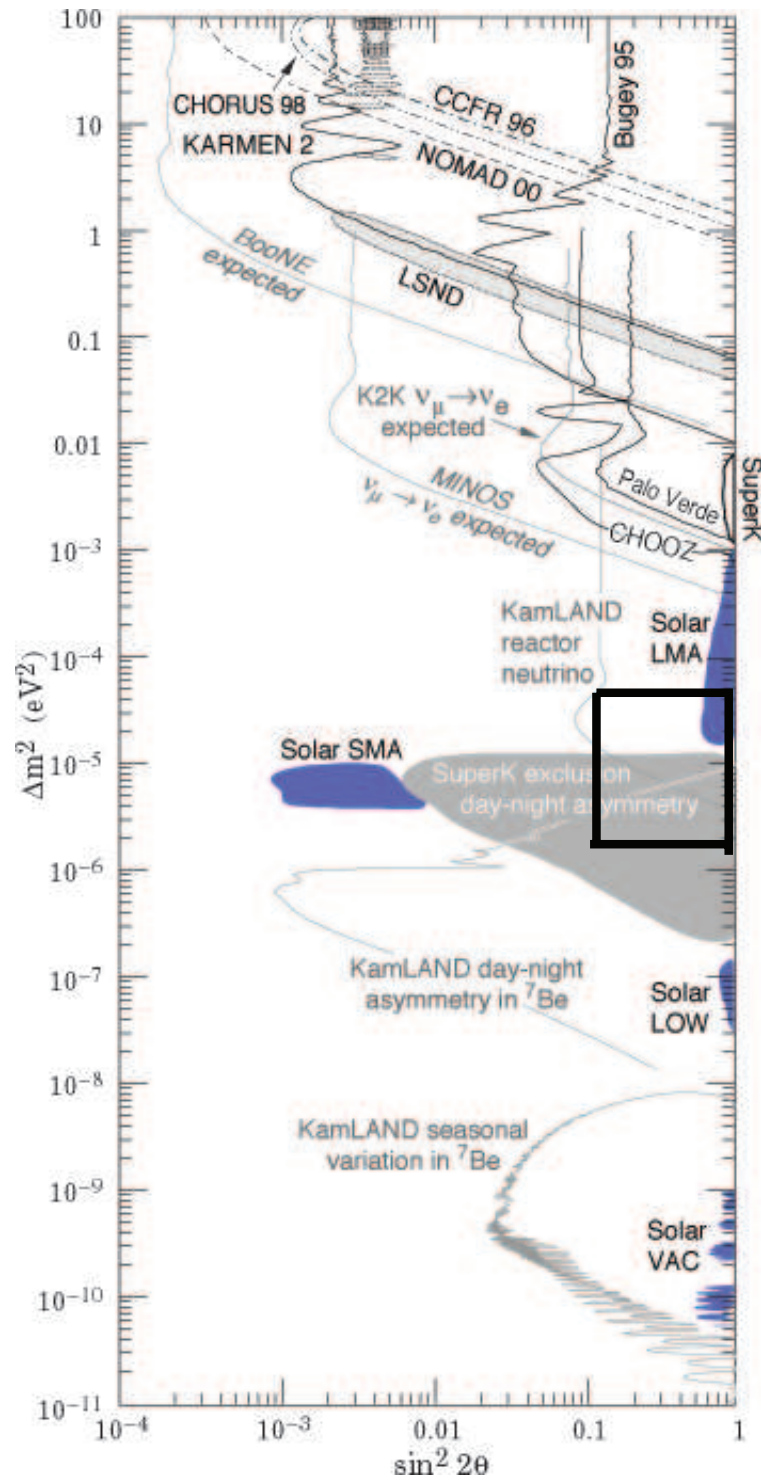 100
10
1
0.1
0.01
10⁻³
10⁻⁴
10⁻⁵
10⁻⁶
10⁻⁷
10⁻⁸
10⁻⁹
10⁻¹⁰
10⁻¹¹
Δm² (eV²)
CHORUS 98
KARMEN 2
CCFR 96
NOMAD 00
Bugey 95
BooNE
expected
LSND
K2K νμ→νe
expected
MINOS
νμ → νe expected
Palo Verde
CHOOZ
SuperK
KamLAND
reactor
neutrino
Solar
LMA
Solar SMA
SuperK exclusion
day-night asymmetry
KamLAND day-night
asymmetry in ⁷Be
Solar
LOW
KamLAND seasonal
variation in ⁷Be
Solar
VAC
10⁻⁴
10⁻³
0.01
0.1
1
sin² 2θ